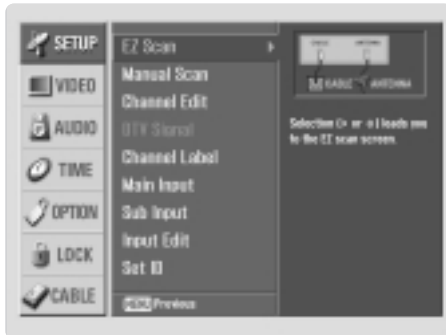 SETUP
VIDEO
AUDIO
TIME
OPTION
LOCK
CABLE
EZ Scan
Manual Scan
Channel Edit
DTV Signal
Channel Label
Main Input
Sub Input
Input Edit
Set ID
MENU Previous
CABLE ANTENNA
Selection (▶ or ⊙) leads you
to the EZ scan screen.